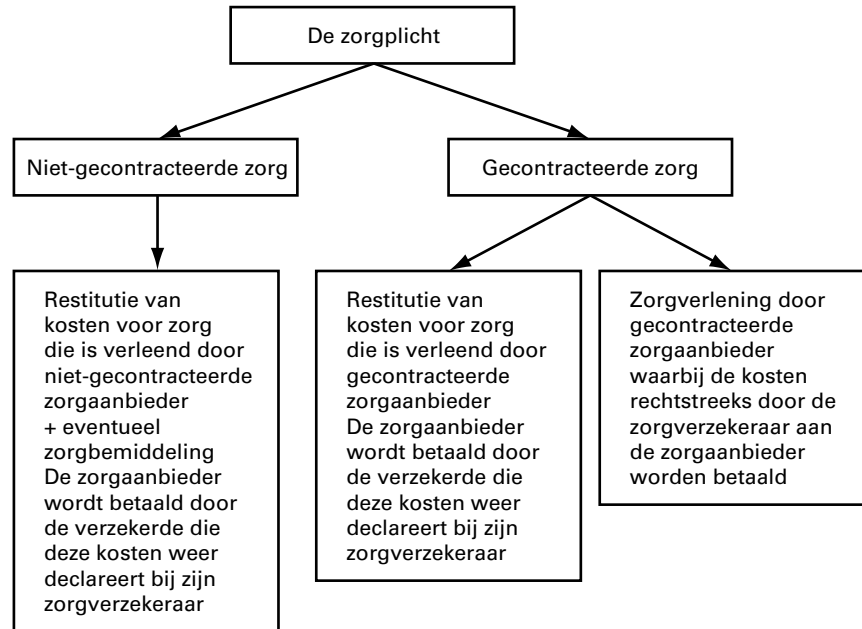 De zorgplicht
Niet-gecontracteerde zorg
Gecontracteerde zorg
Restitutie van
kosten voor zorg
die is verleend door
niet-gecontracteerde
zorgaanbieder
+ eventueel
zorgbemiddeling
De zorgaanbieder
wordt betaald door
de verzekerde die
deze kosten weer
declareert bij zijn
zorgverzekeraar
Restitutie van
kosten voor zorg
die is verleend door
gecontracteerde
zorgaanbieder
De zorgaanbieder
wordt betaald door
de verzekerde die
deze kosten weer
declareert bij zijn
zorgverzekeraar
Zorgverlening door
gecontracteerde
zorgaanbieder
waarbij de kosten
rechtstreeks door de
zorgverzekeraar aan
de zorgaanbieder
worden betaald